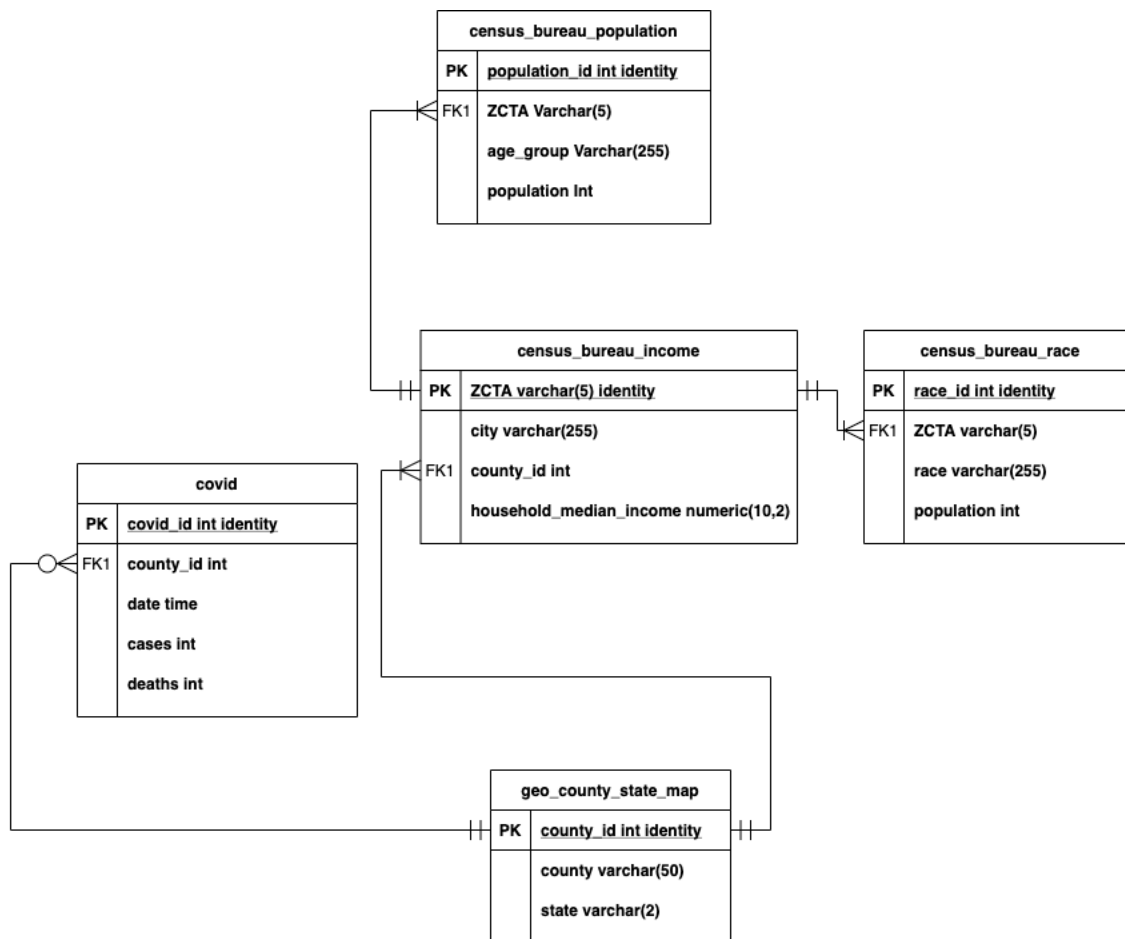 census_bureau_population
PK population_id int identity
FK1 ZCTA Varchar(5)
age_group Varchar(255)
population Int
census_bureau_income
PK ZCTA varchar(5) identity
city varchar(255)
FK1 county_id int
household_median_income numeric(10,2)
census_bureau_race
PK race_id int identity
FK1 ZCTA varchar(5)
race varchar(255)
population int
covid
PK covid_id int identity
FK1 county_id int
date time
cases int
deaths int
geo_county_state_map
PK county_id int identity
county varchar(50)
state varchar(2)